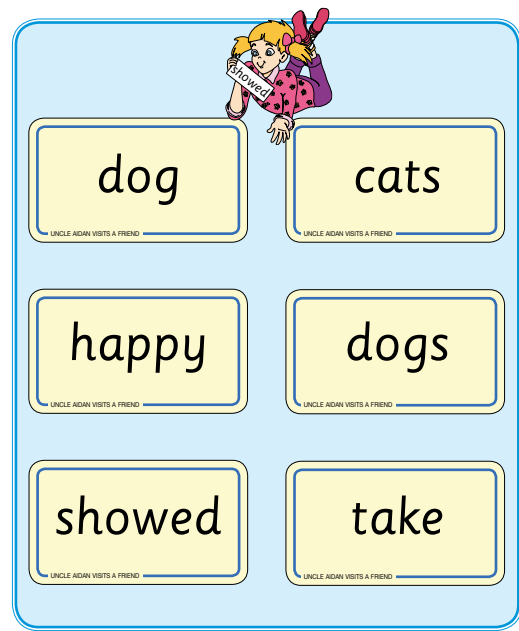 showed
dog
UNCLE AIDAN VISITS A FRIEND
cats
UNCLE AIDAN VISITS A FRIEND
happy
UNCLE AIDAN VISITS A FRIEND
dogs
UNCLE AIDAN VISITS A FRIEND
showed
UNCLE AIDAN VISITS A FRIEND
take
UNCLE AIDAN VISITS A FRIEND